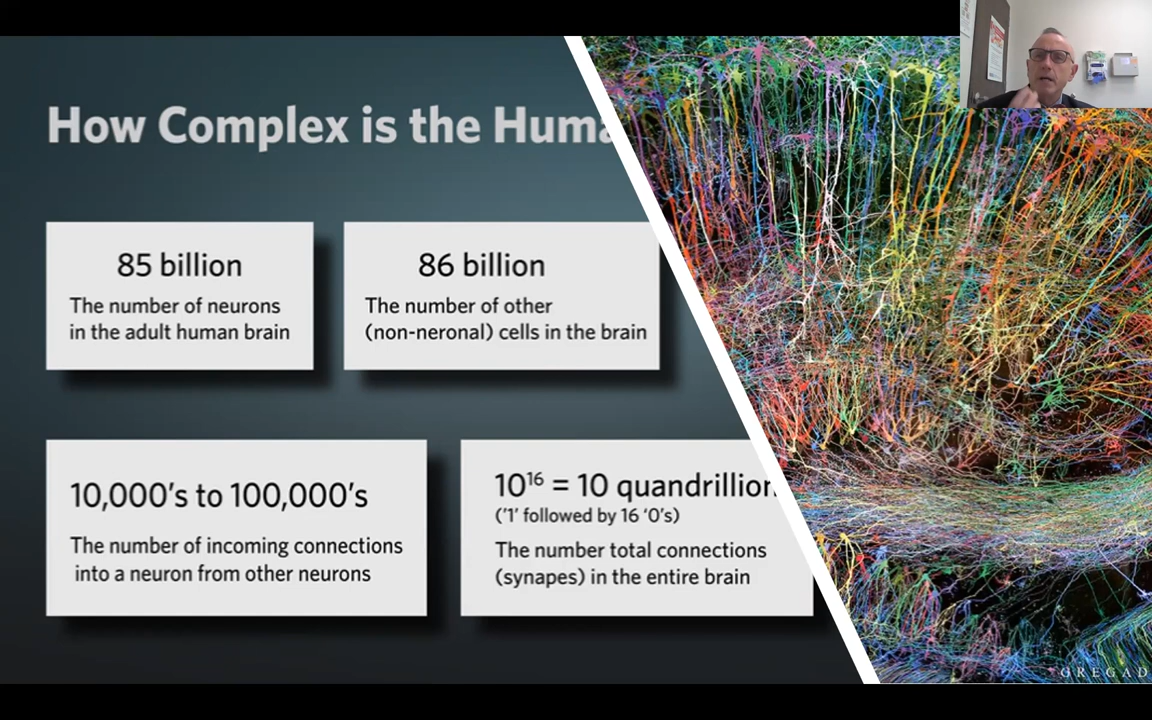 How Complex is the Huma
85 billion
The number of neurons
in the adult human brain
86 billion
The number of other
(non-neronal) cells in the brain
10,000's to 100,000's
The number of incoming connections
into a neuron from other neurons
10¹⁶ = 10 quandrillion
('1' followed by 16 '0's)
The number total connections
(synapes) in the entire brain
GREGAD